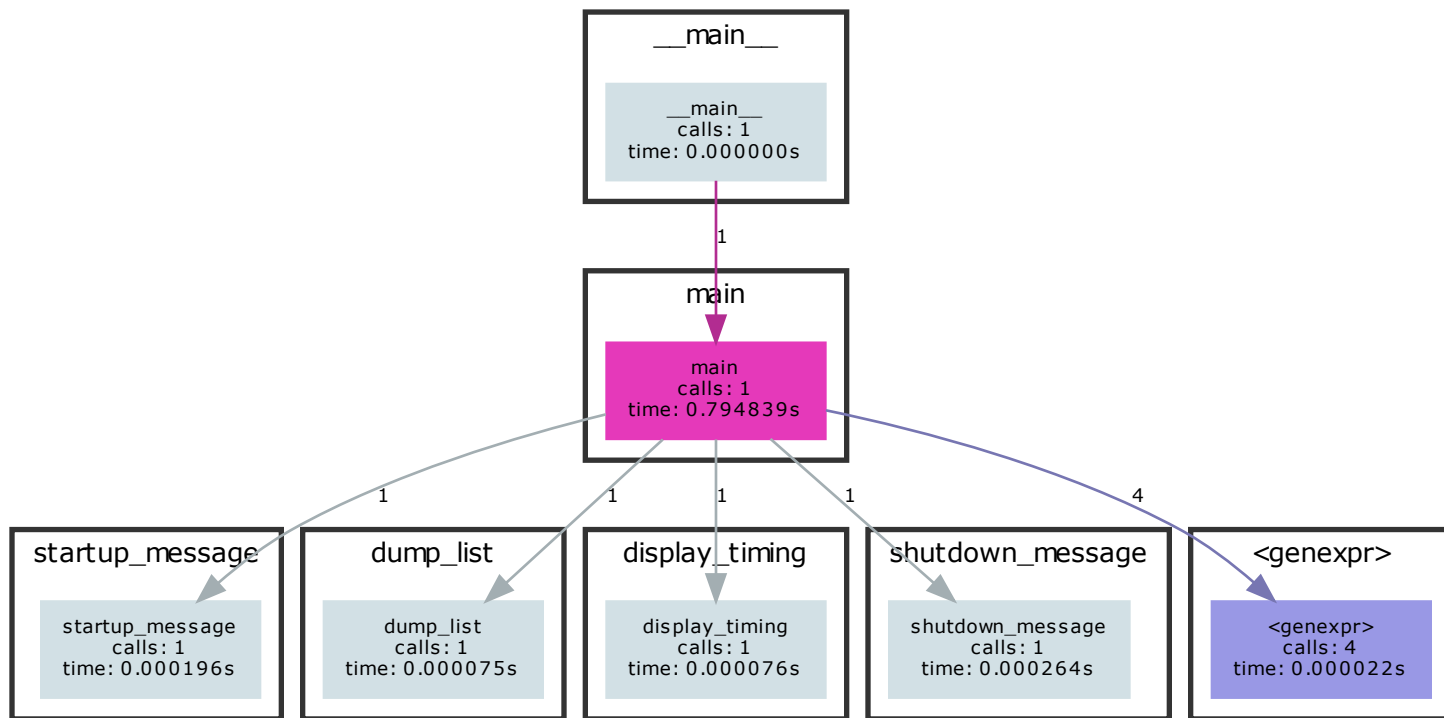 __main__
__main__
calls: 1
time: 0.000000s
1
main
main
calls: 1
time: 0.794839s
1
1
1
1
4
startup_message
startup_message
calls: 1
time: 0.000196s
dump_list
dump_list
calls: 1
time: 0.000075s
display_timing
display_timing
calls: 1
time: 0.000076s
shutdown_message
shutdown_message
calls: 1
time: 0.000264s
<genexpr>
<genexpr>
calls: 4
time: 0.000022s